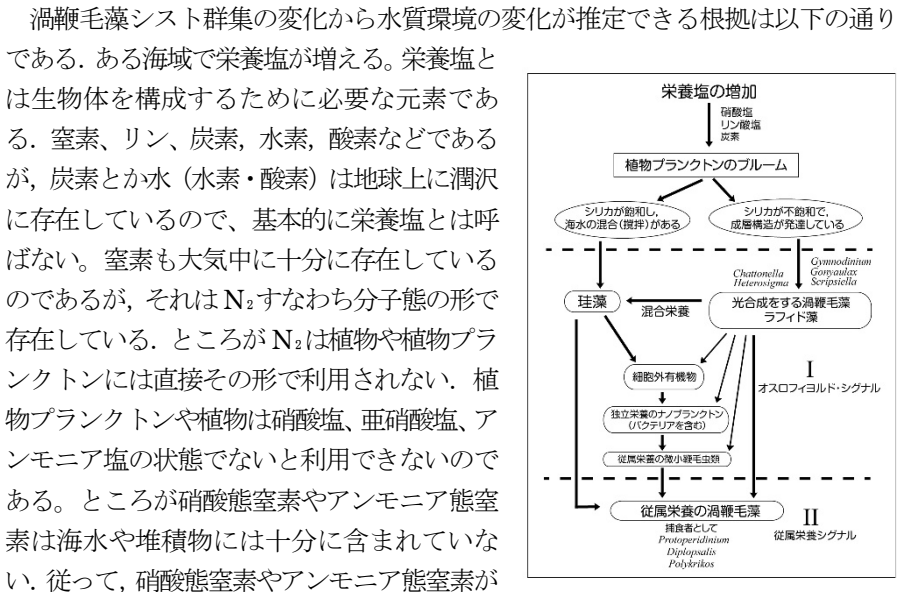 渦鞭毛藻シスト群集の変化から水質環境の変化が推定できる根拠は以下の通り
である．ある海域で栄養塩が増える。栄養塩と
は生物体を構成するために必要な元素であ
る．窒素、リン、炭素，水素，酸素などである
が，炭素とか水（水素・酸素）は地球上に潤沢
に存在しているので、基本的に栄養塩とは呼
ばない。窒素も大気中に十分に存在している
のであるが，それはN₂すなわち分子態の形で
存在している．ところがN₂は植物や植物プラ
ンクトンには直接その形で利用されない．植
物プランクトンや植物は硝酸塩、亜硝酸塩、ア
ンモニア塩の状態でないと利用できないので
ある。ところが硝酸態窒素やアンモニア態窒
素は海水や堆積物には十分に含まれていな
い．従って，硝酸態窒素やアンモニア態窒素が
栄養塩の増加
硝酸塩
リン酸塩
炭素
植物プランクトンのブルーム
シリカが飽和し，
海水の混合（撹拌）がある
シリカが不飽和で，
成層構造が発達している
Chattonella
Heterosigma
Gymnodinium
Gonyaulax
Scripsiella
珪藻
混合栄養
光合成をする渦鞭毛藻
ラフィド藻
細胞外有機物
独立栄養のナノプランクトン
（バクテリアを含む）
従属栄養の微小鞭毛虫類
I
オスロフィヨルド・シグナル
従属栄養の渦鞭毛藻
捕食者として
Protoperidinium
Diplopsalis
Polykrikos
II
従属栄養シグナル